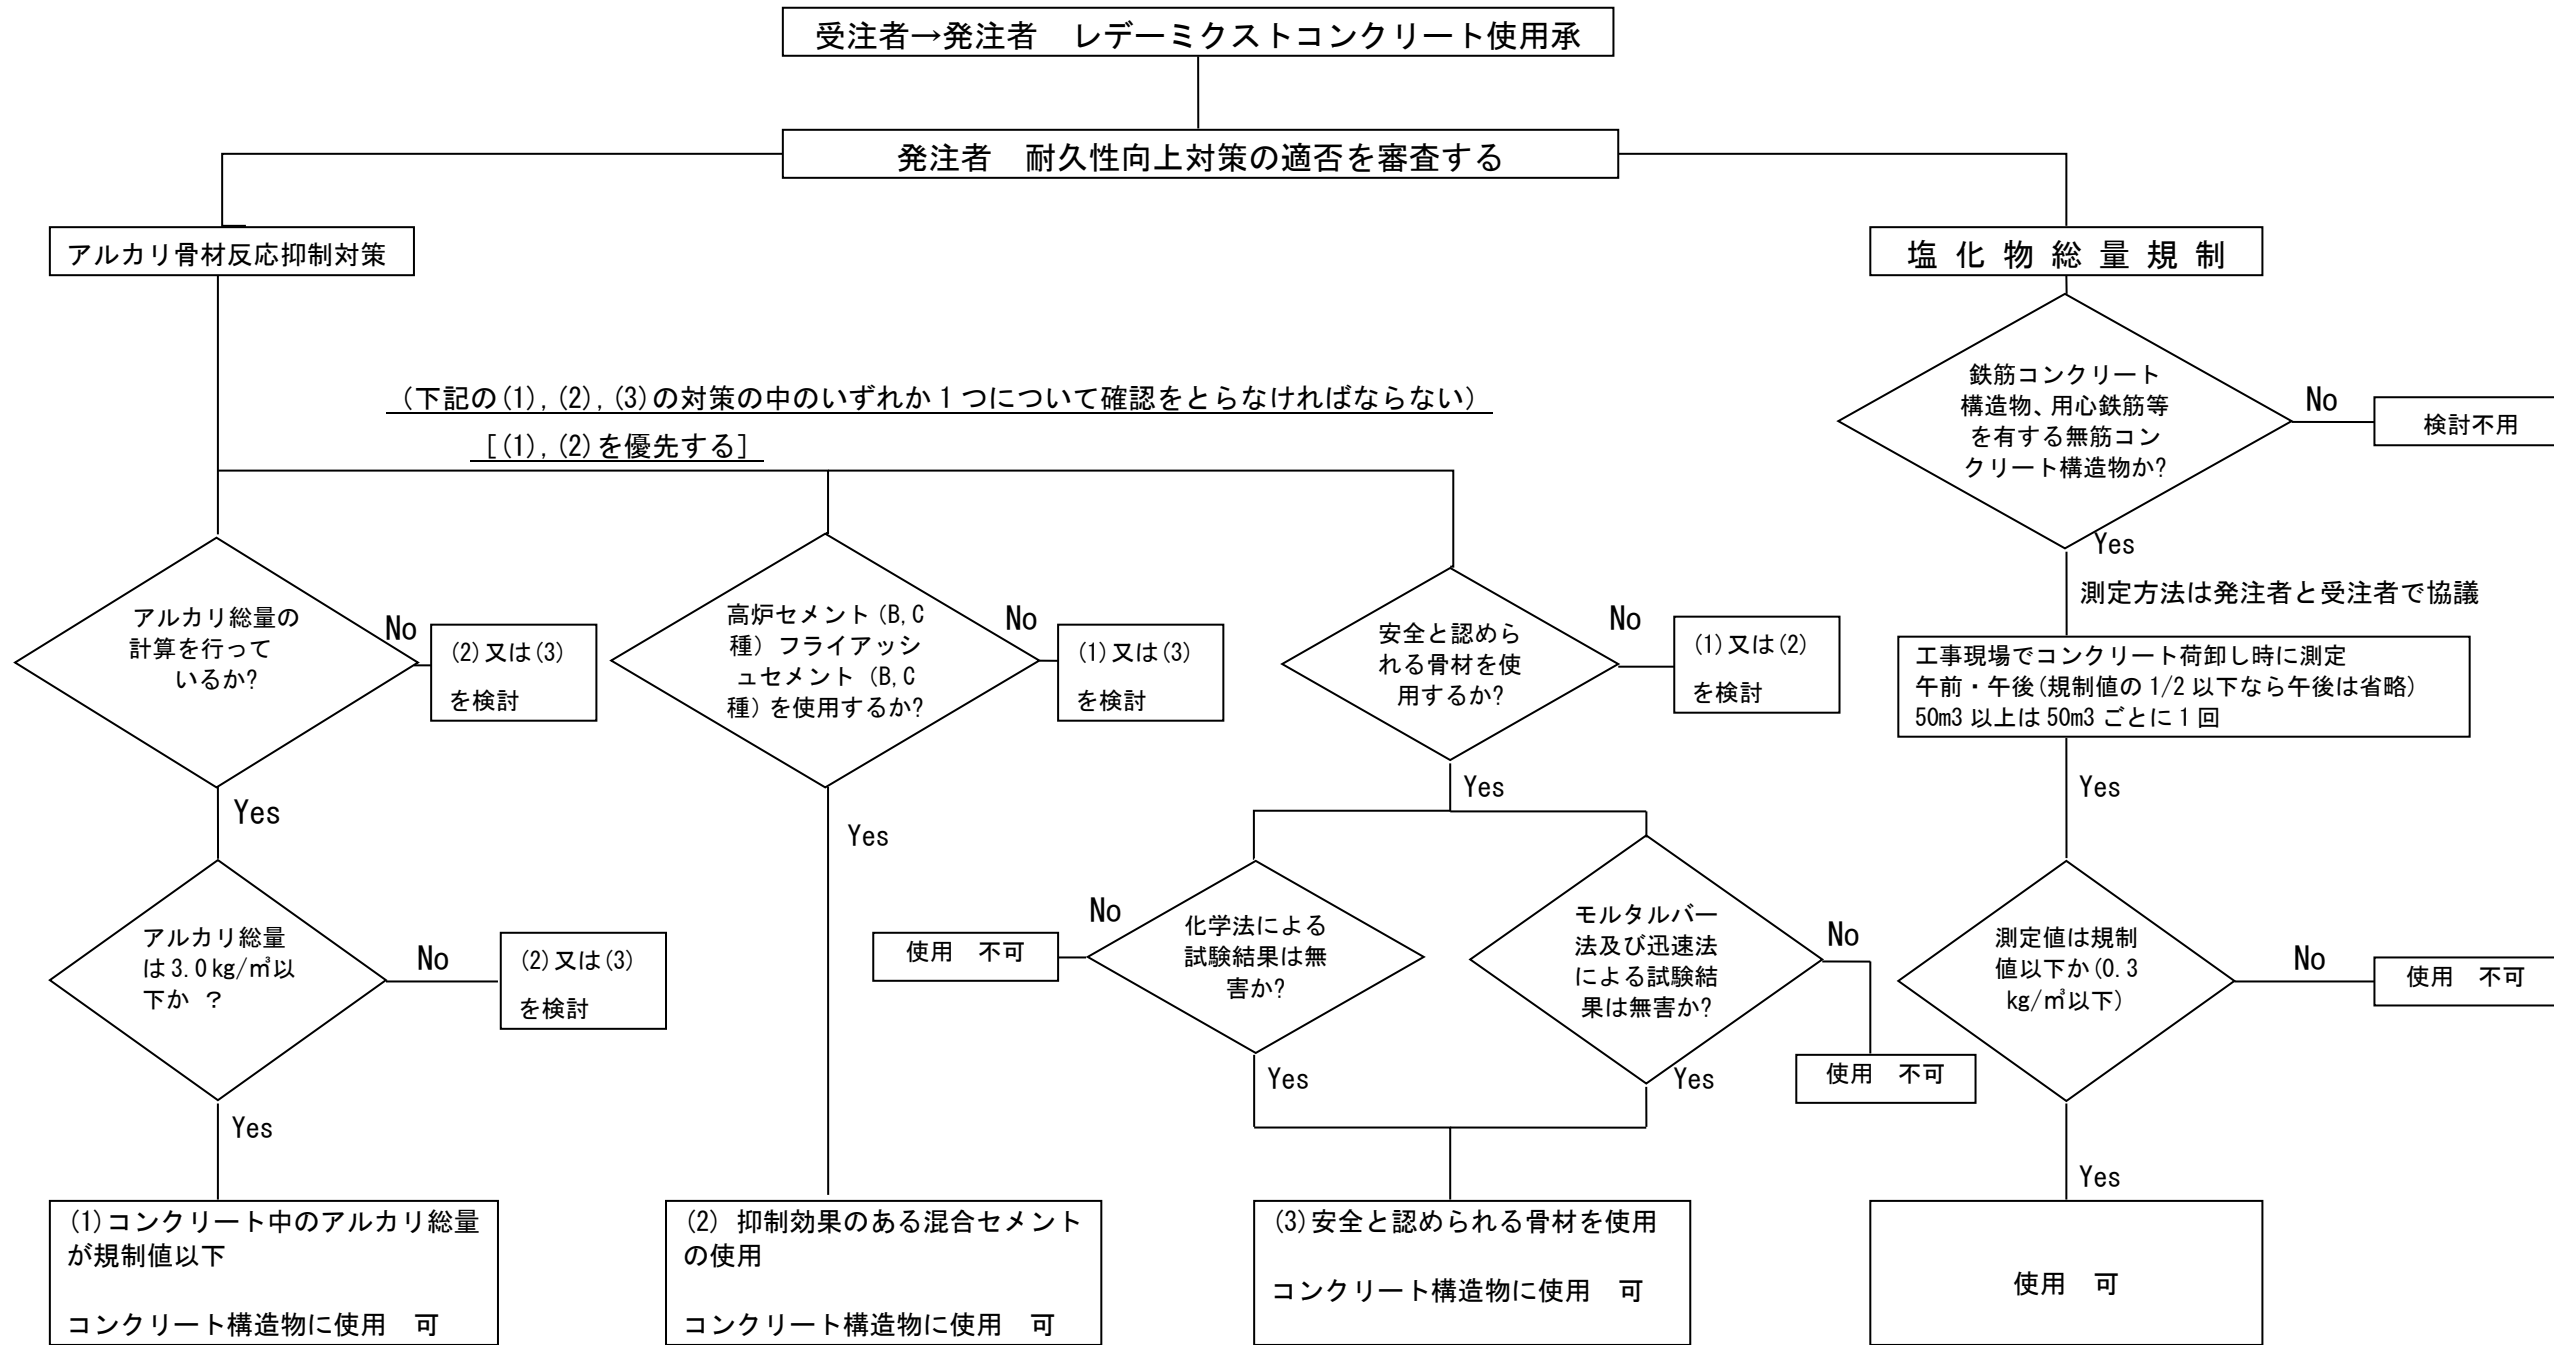 受注者→発注者　レデーミクストコンクリート使用承
発注者　耐久性向上対策の適否を審査する
アルカリ骨材反応抑制対策
塩 化 物 総 量 規 制
(下記の(1),(2),(3)の対策の中のいずれか１つについて確認をとらなければならない)
[(1),(2)を優先する]
鉄筋コンクリート
構造物、用心鉄筋等
を有する無筋コン
クリート構造物か?
No
検討不用
Yes
測定方法は発注者と受注者で協議
アルカリ総量の
計算を行って
いるか?
No
(2)又は(3)
を検討
高炉セメント(B,C
種)フライアッシ
ュセメント(B,C
種)を使用するか?
No
(1)又は(3)
を検討
安全と認めら
れる骨材を使
用するか?
No
(1)又は(2)
を検討
工事現場でコンクリート荷卸し時に測定
午前・午後(規制値の1/2以下なら午後は省略)
50m3以上は50m3ごとに1回
Yes
Yes
Yes
Yes
アルカリ総量
は3.0kg/㎥以
下か ？
No
(2)又は(3)
を検討
使用　不可
No
化学法による
試験結果は無
害か?
モルタルバー
法及び迅速法
による試験結
果は無害か?
No
使用　不可
測定値は規制
値以下か(0.3
kg/㎥以下)
No
使用　不可
Yes
Yes
Yes
Yes
(1)コンクリート中のアルカリ総量
が規制値以下
コンクリート構造物に使用　可
(2) 抑制効果のある混合セメント
の使用
コンクリート構造物に使用　可
(3)安全と認められる骨材を使用
コンクリート構造物に使用　可
使用　可